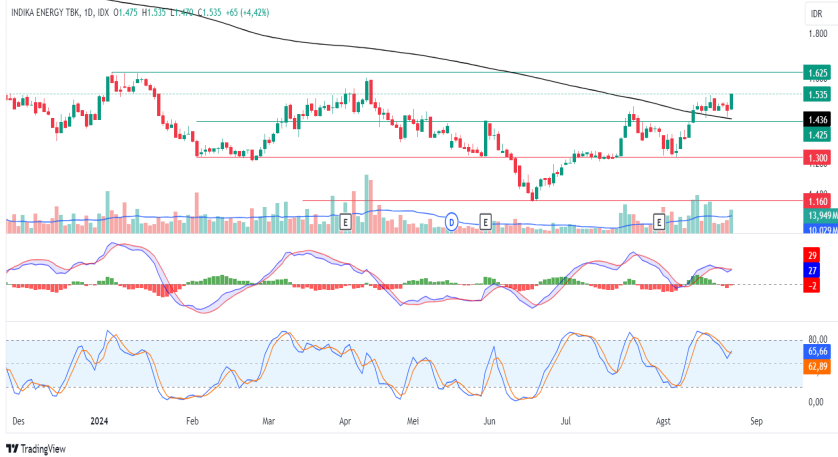 INDIKA ENERGY TBK, 1D, IDX O1.475 H1.535 L1.470 C1.535 +65 (+4,42%)
IDR
1.800
1.625
1.535
1.436
1.425
1.300
1.160
13,949M
10,029M
E
D
E
E
29
27
-2
80,00
65,66
62,89
0,00
Des 2024 Feb Mar Apr Mei Jun Jul Agst Sep
TradingView